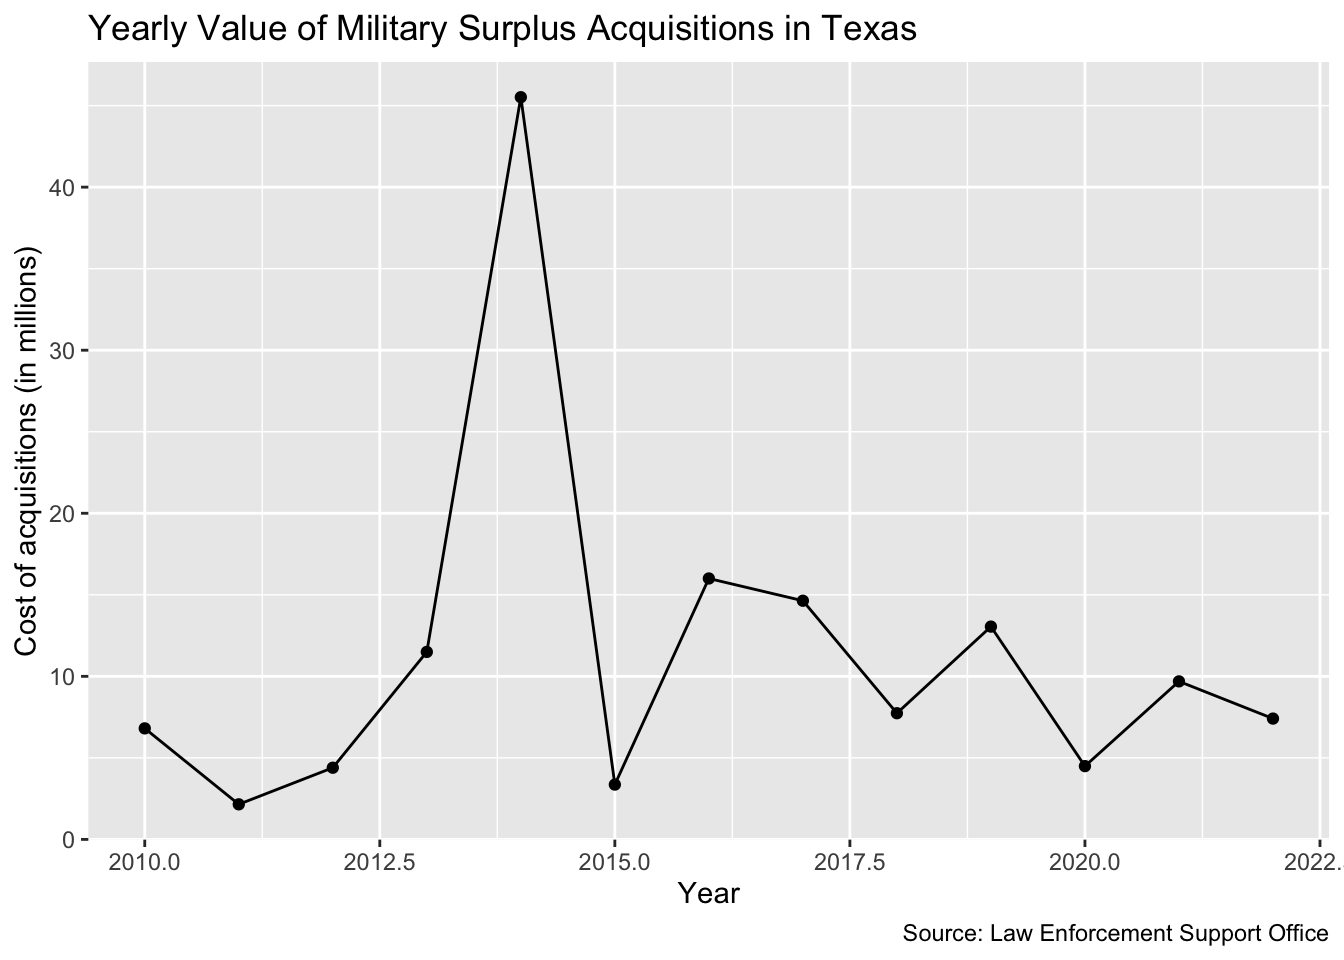 Yearly Value of Military Surplus Acquisitions in Texas
Cost of acquisitions (in millions)
40
30
20
10
0
2010.0 2012.5 2015.0 2017.5 2020.0 2022.
Year
Source: Law Enforcement Support Office